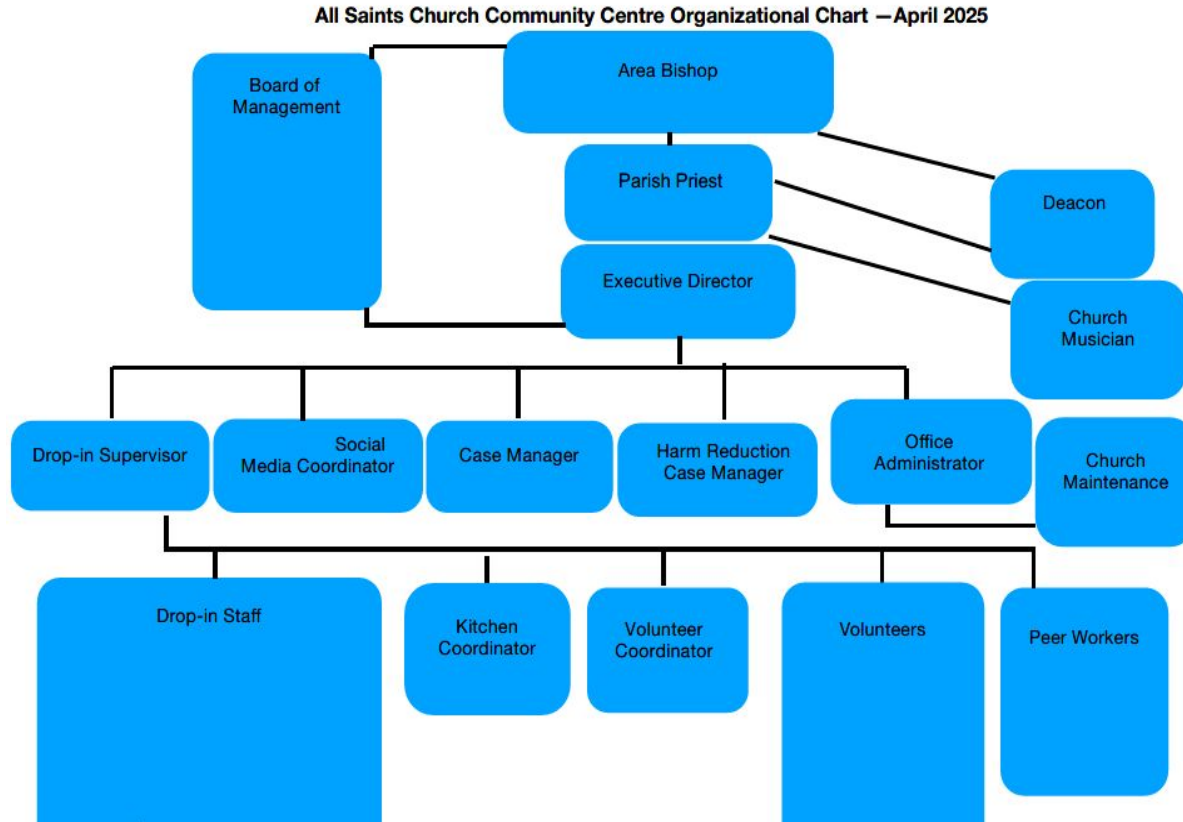 All Saints Church Community Centre Organizational Chart —April 2025
Area Bishop
Board of
Management
Parish Priest
Deacon
Executive Director
Church
Musician
Drop-in Supervisor
Social
Media Coordinator
Case Manager
Harm Reduction
Case Manager
Office
Administrator
Church
Maintenance
Drop-in Staff
Kitchen
Coordinator
Volunteer
Coordinator
Volunteers
Peer Workers